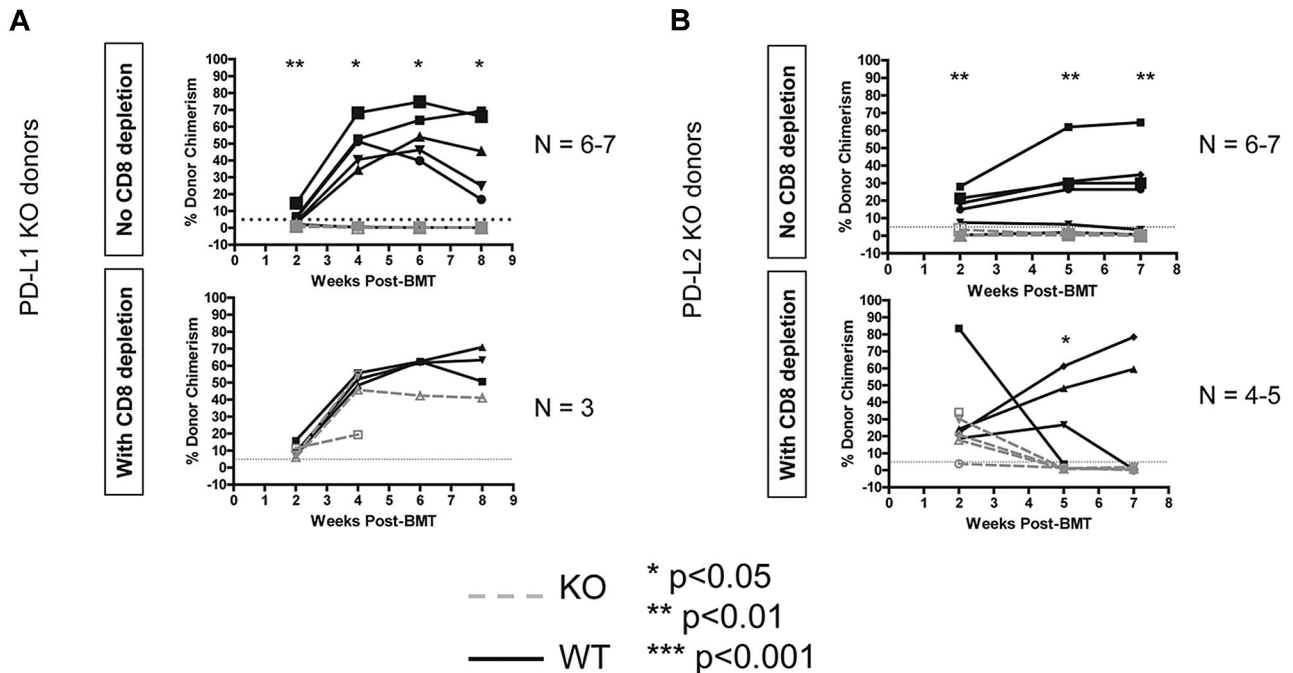 A
PD-L1 KO donors
No CD8 depletion
% Donor Chimerism
100
90
80
70
60
50
40
30
20
10
0
-10
** * * *
0 1 2 3 4 5 6 7 8 9
Weeks Post-BMT
N = 6-7
With CD8 depletion
% Donor Chimerism
100
90
80
70
60
50
40
30
20
10
0
-10
0 1 2 3 4 5 6 7 8 9
Weeks Post-BMT
N = 3
B
PD-L2 KO donors
No CD8 depletion
% Donor Chimerism
100
90
80
70
60
50
40
30
20
10
0
-10
** ** **
0 1 2 3 4 5 6 7 8
Weeks Post-BMT
N = 6-7
With CD8 depletion
% Donor Chimerism
100
90
80
70
60
50
40
30
20
10
0
-10
*
0 1 2 3 4 5 6 7 8
Weeks Post-BMT
N = 4-5
KO
WT
* p<0.05
** p<0.01
*** p<0.001